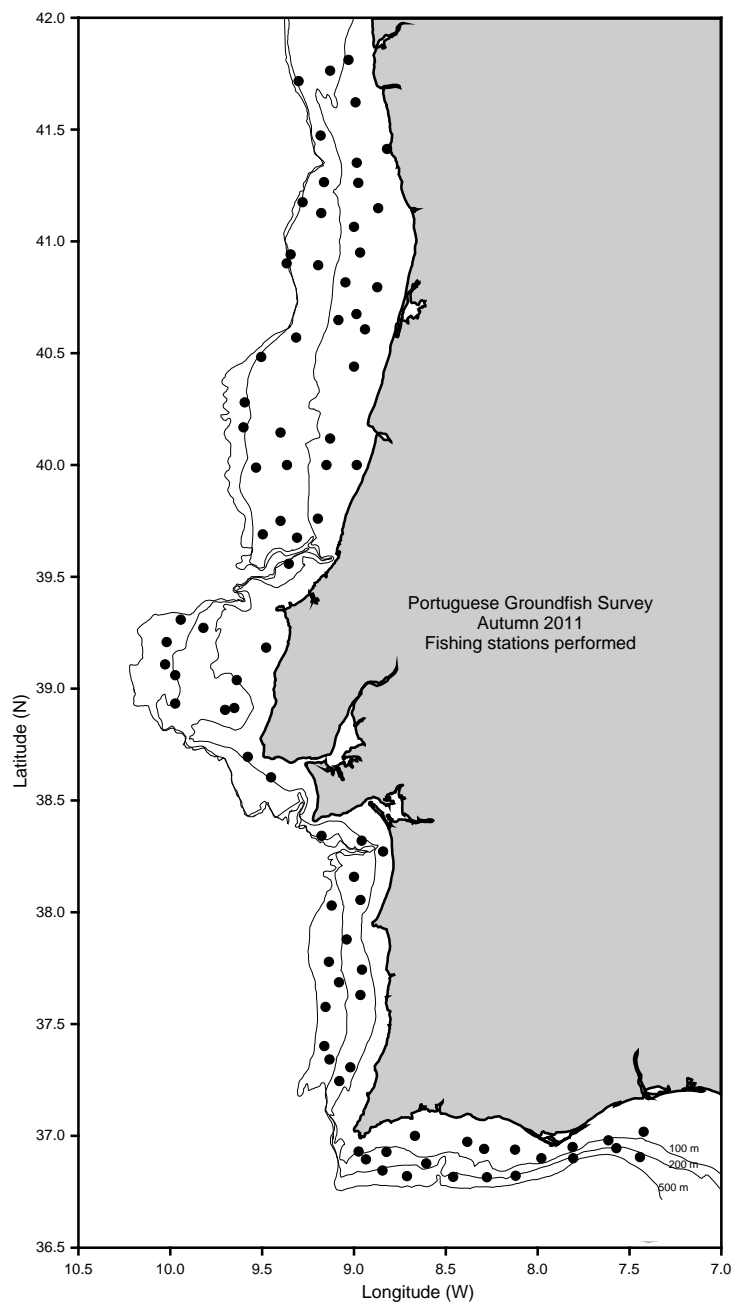 42.0
41.5
41.0
40.5
40.0
39.5
39.0
38.5
38.0
37.5
37.0
36.5
Latitude (N)
Portuguese Groundfish Survey
Autumn 2011
Fishing stations performed
100 m
200 m
500 m
10.5 10.0 9.5 9.0 8.5 8.0 7.5 7.0
Longitude (W)